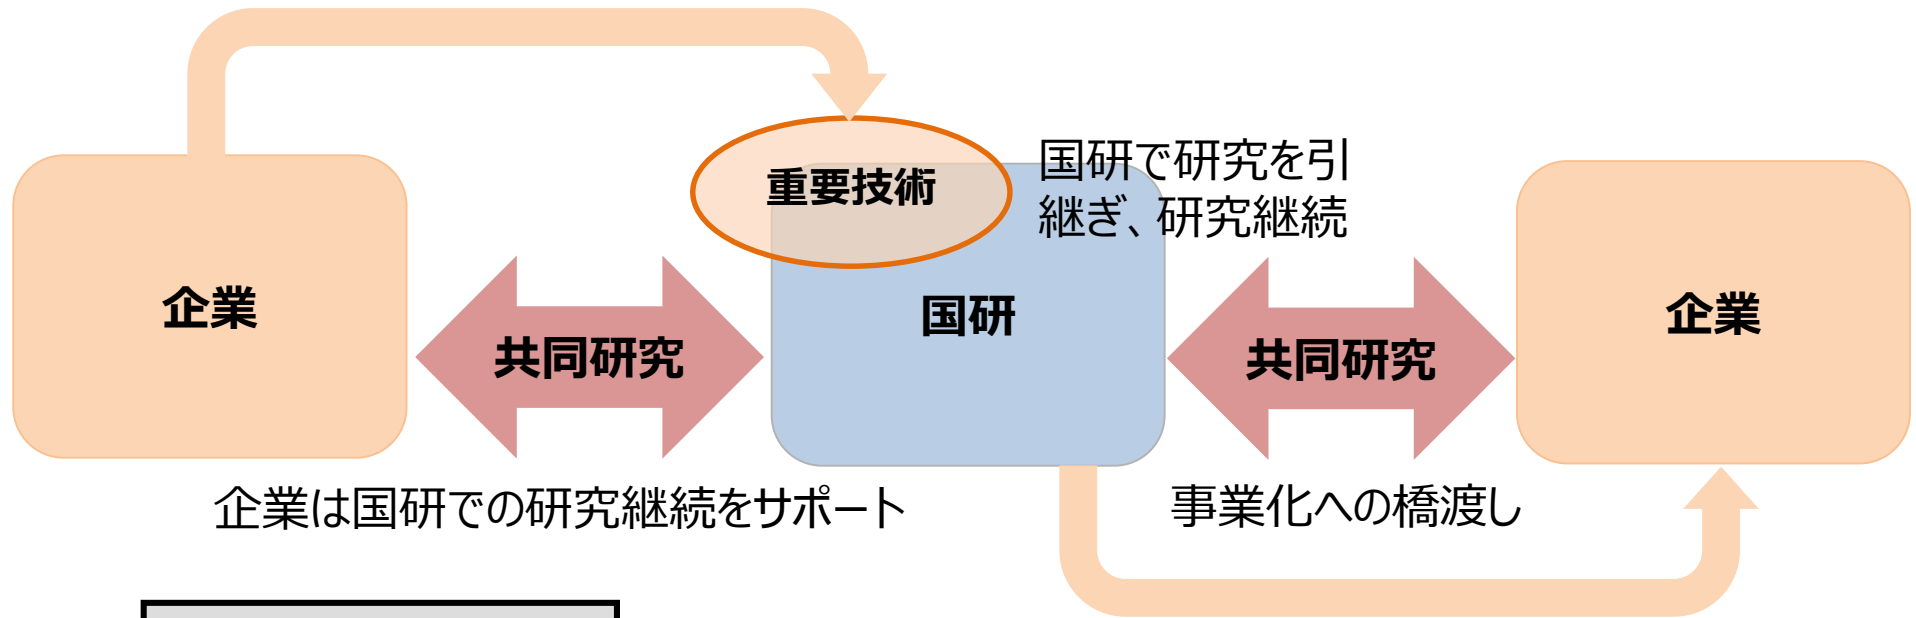 重要技術
国研で研究を引
継ぎ、研究継続
企業
国研
企業
共同研究
共同研究
企業は国研での研究継続をサポート
事業化への橋渡し